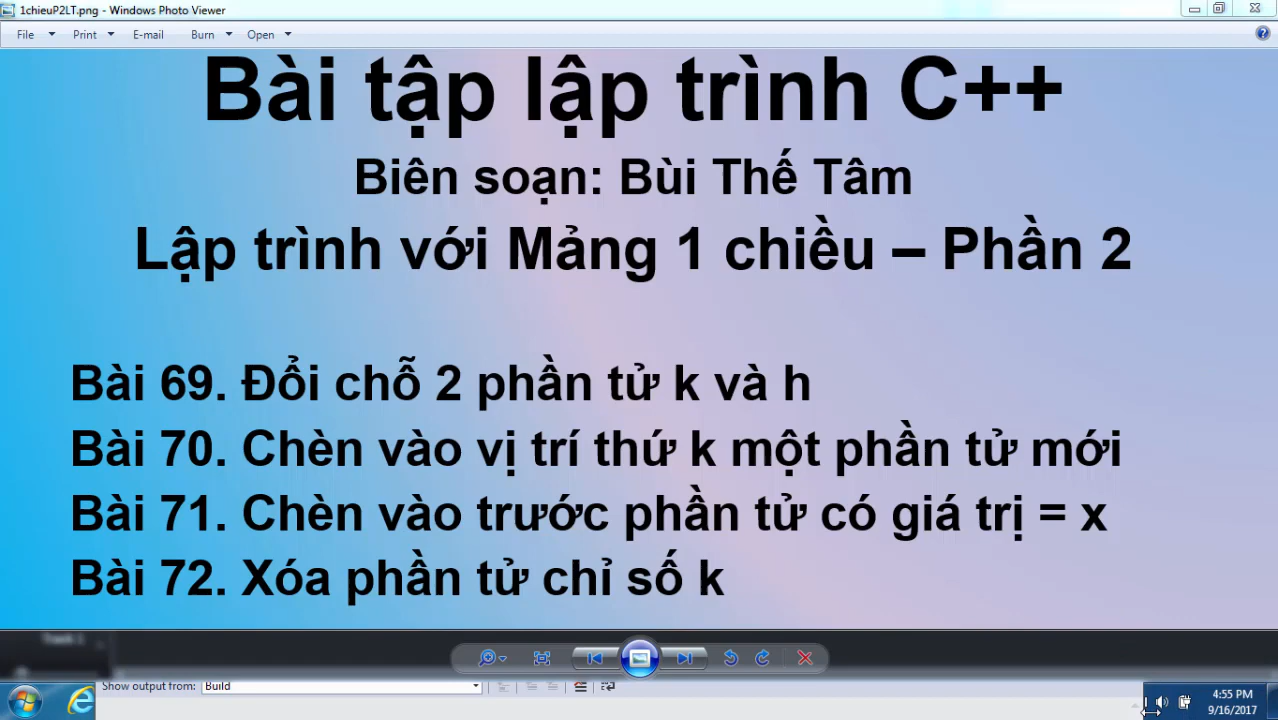 1chieuP2LT.png - Windows Photo Viewer
File Print E-mail Burn Open
Bài tập lập trình C++
Biên soạn: Bùi Thế Tâm
Lập trình với Mảng 1 chiều – Phần 2
Bài 69. Đổi chỗ 2 phần tử k và h
Bài 70. Chèn vào vị trí thứ k một phần tử mới
Bài 71. Chèn vào trước phần tử có giá trị = x
Bài 72. Xóa phần tử chỉ số k
Show output from: Build
4:55 PM
9/16/2017